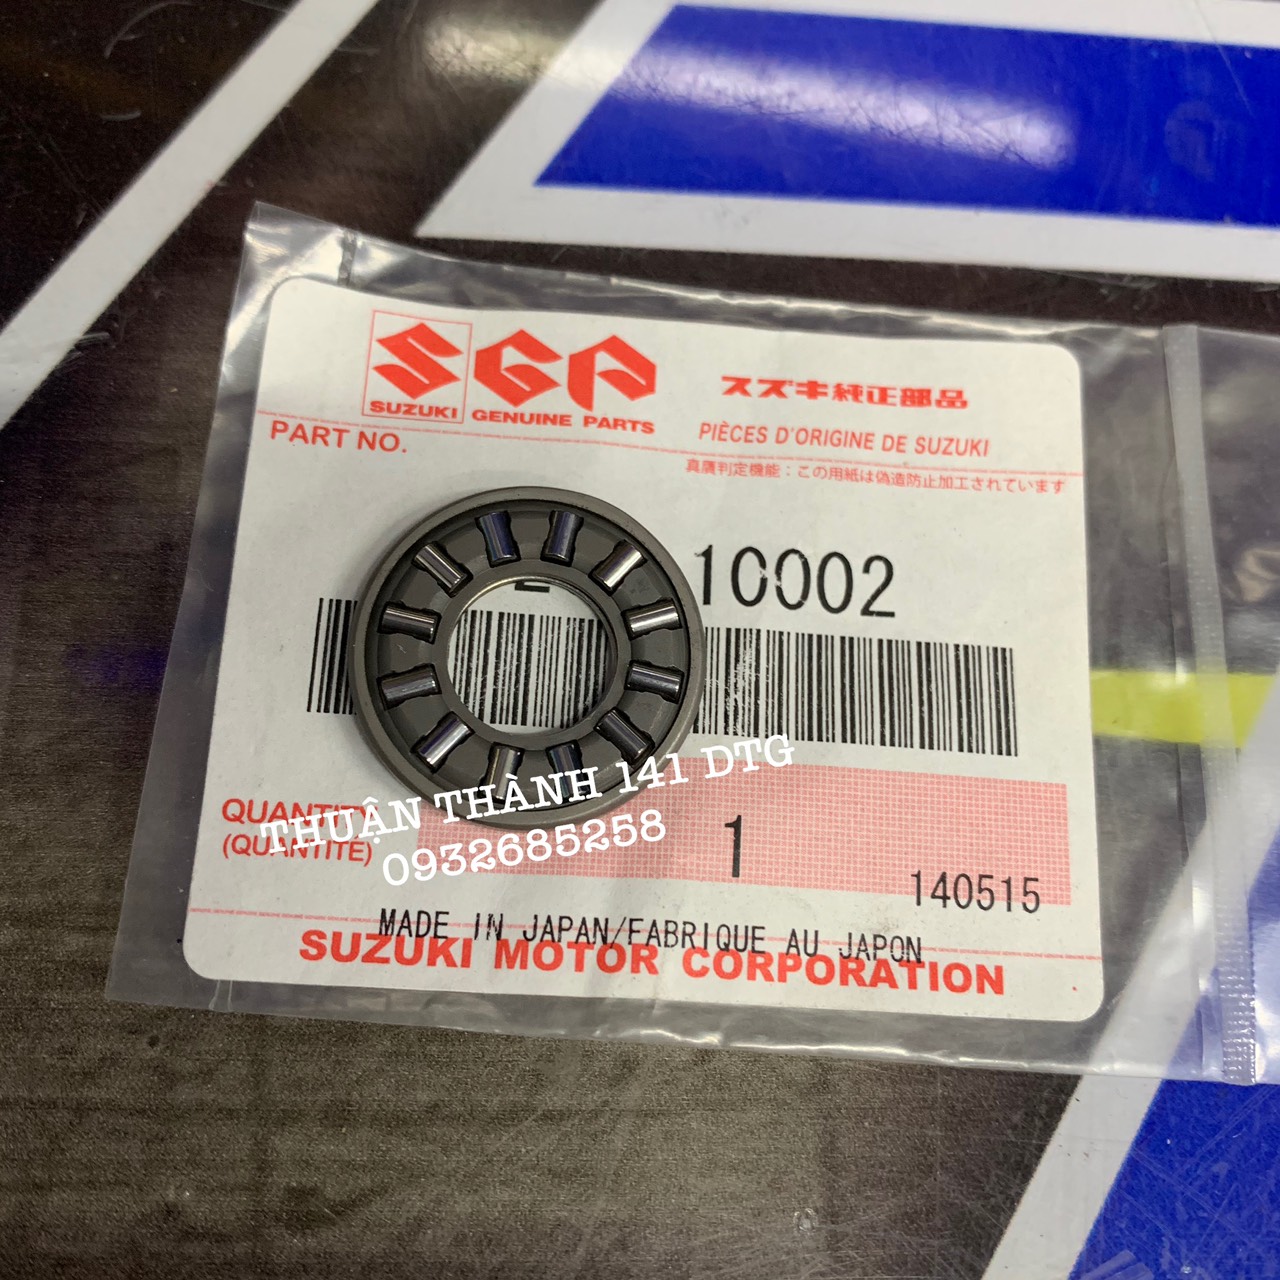 SUZUKI
GENUINE PARTS
スズキ純正部品
PIÈCES D'ORIGINE DE SUZUKI
PART NO.
真贋判定機能：この用紙は偽造防止加工されています
10002
QUANTITY
(QUANTITÉ)
1
140515
THUẬN THÀNH 141 DTG
0932685258
MADE IN JAPAN/FABRIQUE AU JAPON
SUZUKI MOTOR CORPORATION